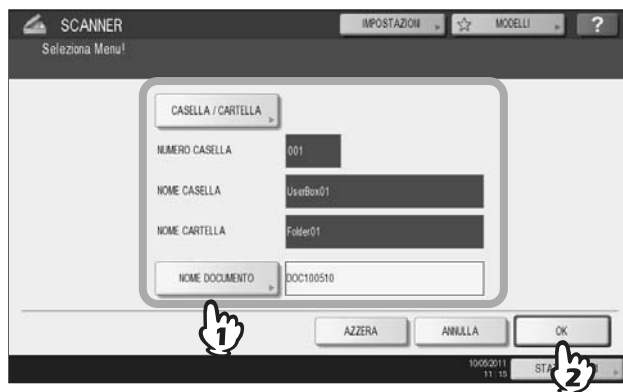 SCANNER
IMPOSTAZIONI
MODELLI
?
Seleziona Menu!
CASELLA / CARTELLA
NUMERO CASELLA 001
NOME CASELLA UserBox01
NOME CARTELLA Folder01
NOME DOCUMENTO DOC100510
1
AZZERA ANNULLA OK
10/05/2011
11:15
2